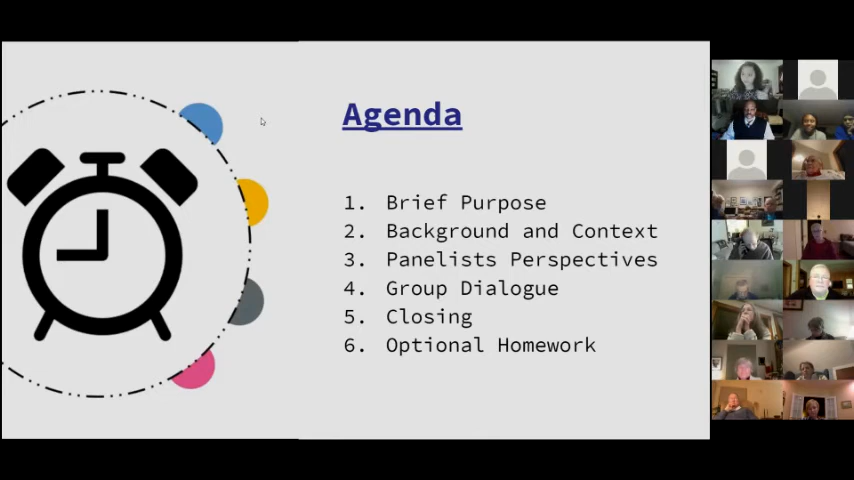 Agenda
1. Brief Purpose
2. Background and Context
3. Panelists Perspectives
4. Group Dialogue
5. Closing
6. Optional Homework